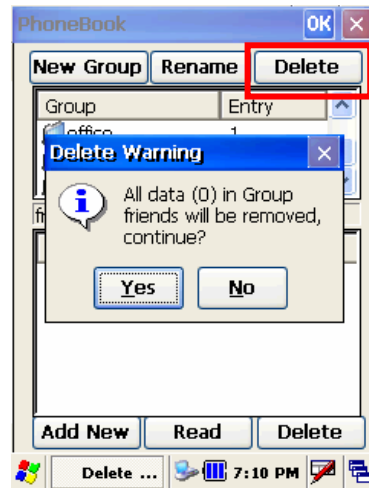 PhoneBook OK
New Group Rename Delete
Group Entry
office 1
Delete Warning
All data (0) in Group
friends will be removed,
continue?
Yes No
Add New Read Delete
Delete ... 7:10 PM